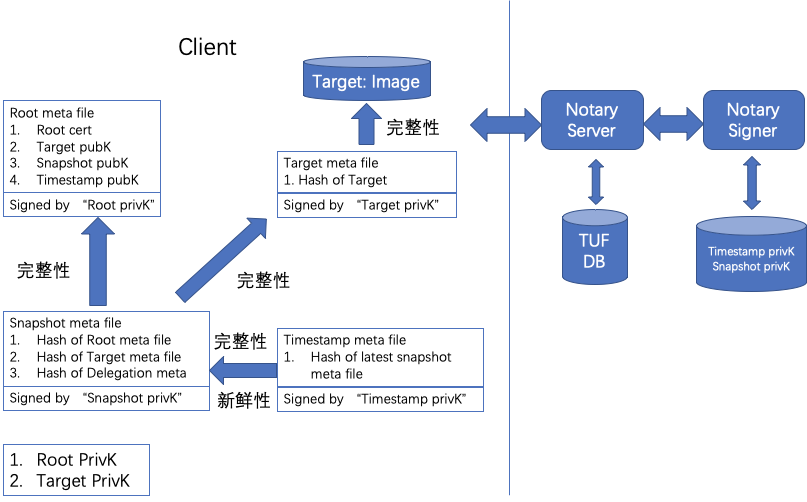 Client
Target: Image
完整性
Root meta file
1. Root cert
2. Target pubK
3. Snapshot pubK
4. Timestamp pubK
Signed by “Root privK”
Target meta file
1. Hash of Target
Signed by “Target privK”
完整性
完整性
Snapshot meta file
1. Hash of Root meta file
2. Hash of Target meta file
3. Hash of Delegation meta
Signed by “Snapshot privK”
完整性
新鲜性
Timestamp meta file
1. Hash of latest snapshot
meta file
Signed by “Timestamp privK”
1. Root PrivK
2. Target PrivK
Notary
Server
Notary
Signer
TUF
DB
Timestamp privK
Snapshot privK